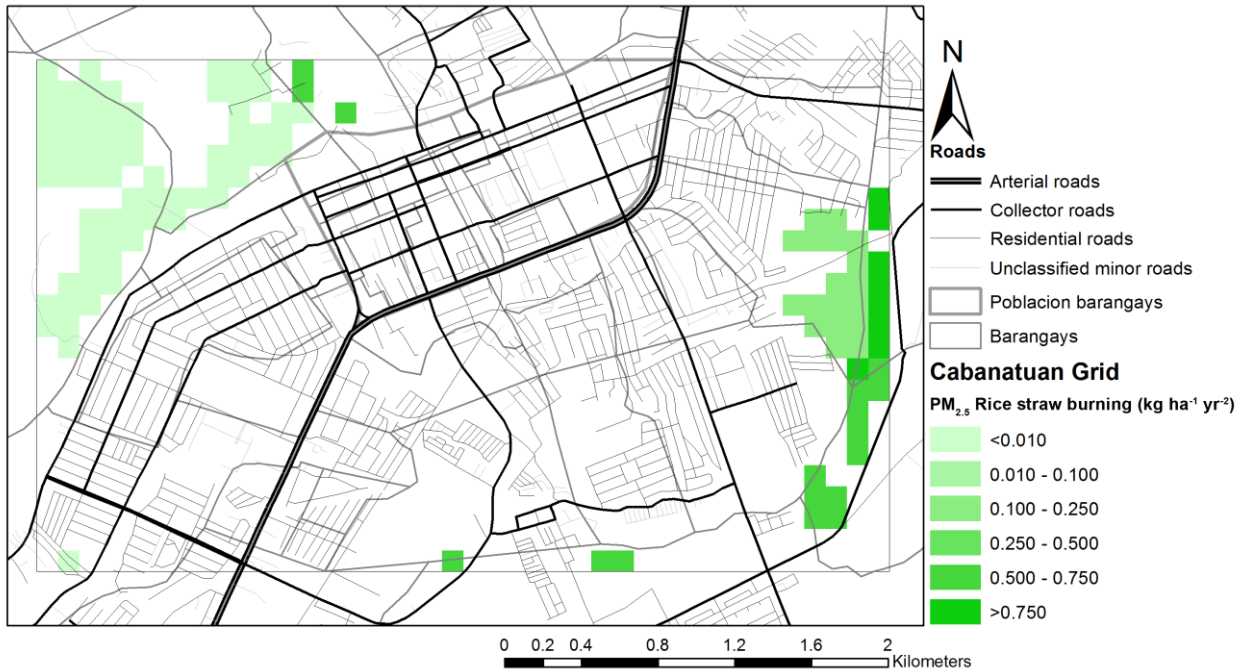 N
Roads
Arterial roads
Collector roads
Residential roads
Unclassified minor roads
Poblacion barangays
Barangays
Cabanatuan Grid
PM2.5 Rice straw burning (kg ha⁻¹ yr⁻²)
<0.010
0.010 - 0.100
0.100 - 0.250
0.250 - 0.500
0.500 - 0.750
>0.750
0 0.2 0.4 0.8 1.2 1.6 2
Kilometers